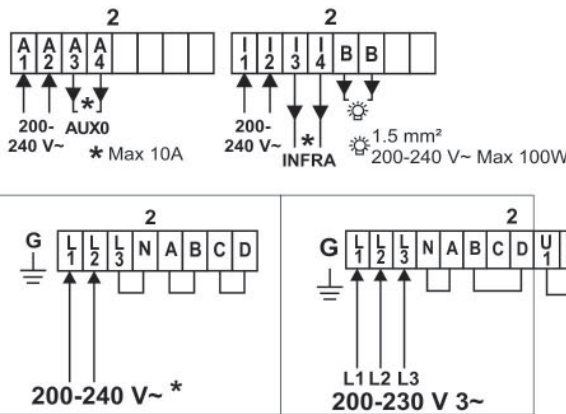 2
A1 A2 A3 A4
200-240 V~
AUX0
* Max 10A
2
I1 I2 I3 I4 B B
200-240 V~
*
INFRA
1.5 mm²
200-240 V~ Max 100W
2
G L1 L2 L3 N A B C D
200-240 V~ *
2
G L1 L2 L3 N A B C D U1
L1 L2 L3
200-230 V 3~